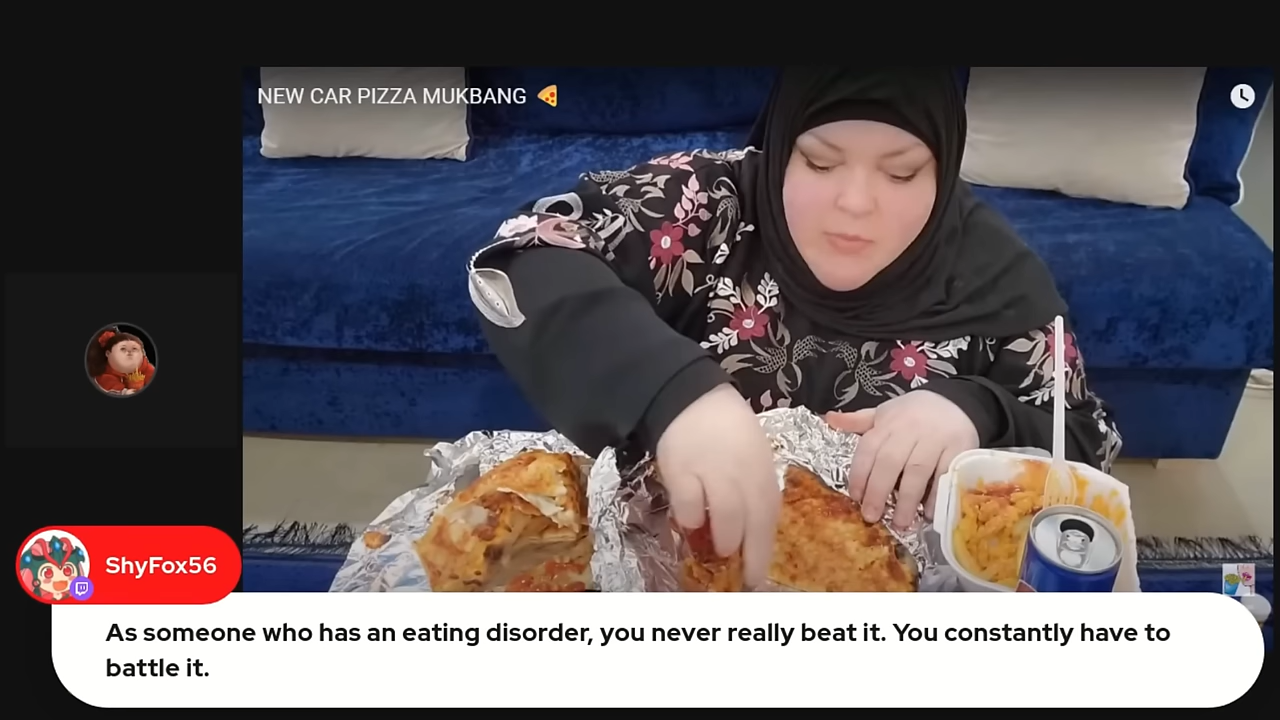 NEW CAR PIZZA MUKBANG 🍕
ShyFox56
As someone who has an eating disorder, you never really beat it. You constantly have to
battle it.